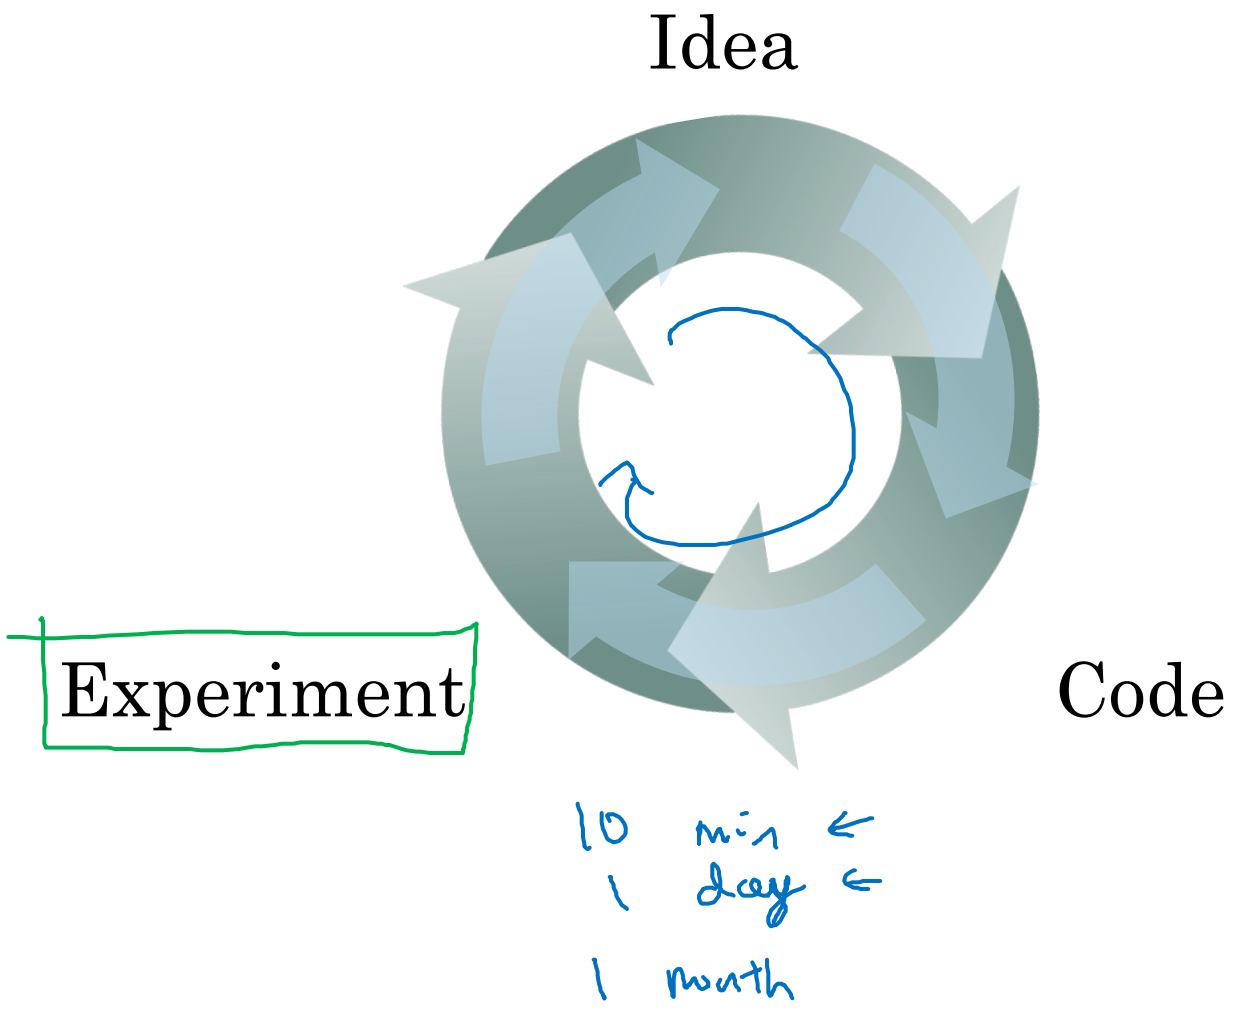 Idea
Experiment
Code
10 min ←
1 day ←
1 month